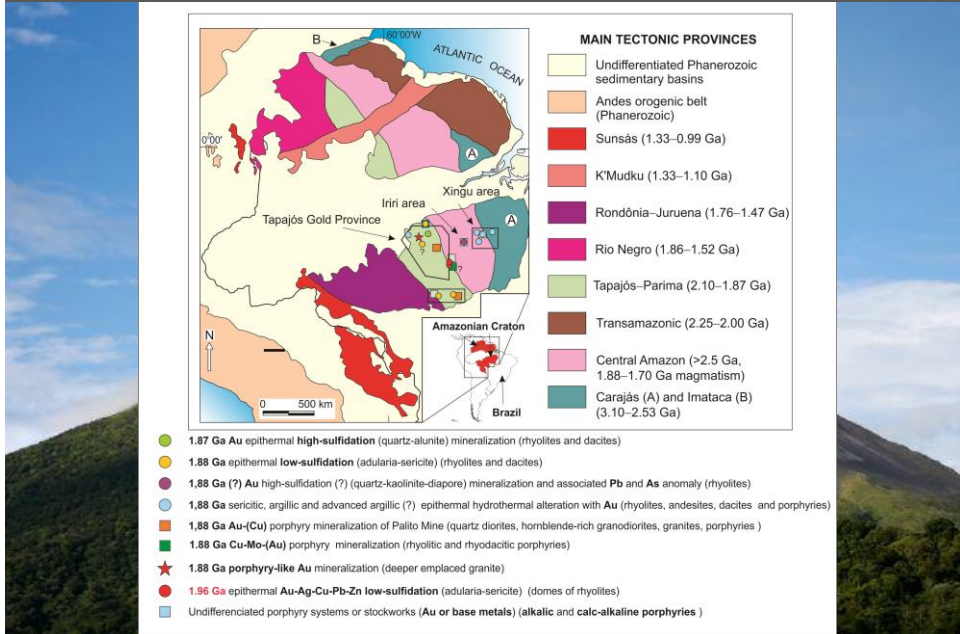 B
60°00'W
ATLANTIC OCEAN
0°00'
A
Xingu area
Iriri area
Tapajós Gold Province
A
?
?
N
Amazonian Craton
0 500 km
Brazil
MAIN TECTONIC PROVINCES
Undifferentiated Phanerozoic
sedimentary basins
Andes orogenic belt
(Phanerozoic)
Sunsás (1.33–0.99 Ga)
K'Mudku (1.33–1.10 Ga)
Rondônia–Juruena (1.76–1.47 Ga)
Rio Negro (1.86–1.52 Ga)
Tapajós–Parima (2.10–1.87 Ga)
Transamazonic (2.25–2.00 Ga)
Central Amazon (>2.5 Ga,
1.88–1.70 Ga magmatism)
Carajás (A) and Imataca (B)
(3.10–2.53 Ga)
1.87 Ga Au epithermal high-sulfidation (quartz-alunite) mineralization (rhyolites and dacites)
1.88 Ga epithermal low-sulfidation (adularia-sericite) (rhyolites and dacites)
1,88 Ga (?) Au high-sulfidation (?) (quartz-kaolinite-diapore) mineralization and associated Pb and As anomaly (rhyolites)
1,88 Ga sericitic, argillic and advanced argillic (?) epithermal hydrothermal alteration with Au (rhyolites, andesites, dacites and porphyries)
1,88 Ga Au-(Cu) porphyry mineralization of Palito Mine (quartz diorites, hornblende-rich granodiorites, granites, porphyries )
1.88 Ga Cu-Mo-(Au) porphyry mineralization (rhyolitic and rhyodacitic porphyries)
1.88 Ga porphyry-like Au mineralization (deeper emplaced granite)
1.96 Ga epithermal Au-Ag-Cu-Pb-Zn low-sulfidation (adularia-sericite) (domes of rhyolites)
Undifferenciated porphyry systems or stockworks (Au or base metals) (alkalic and calc-alkaline porphyries )